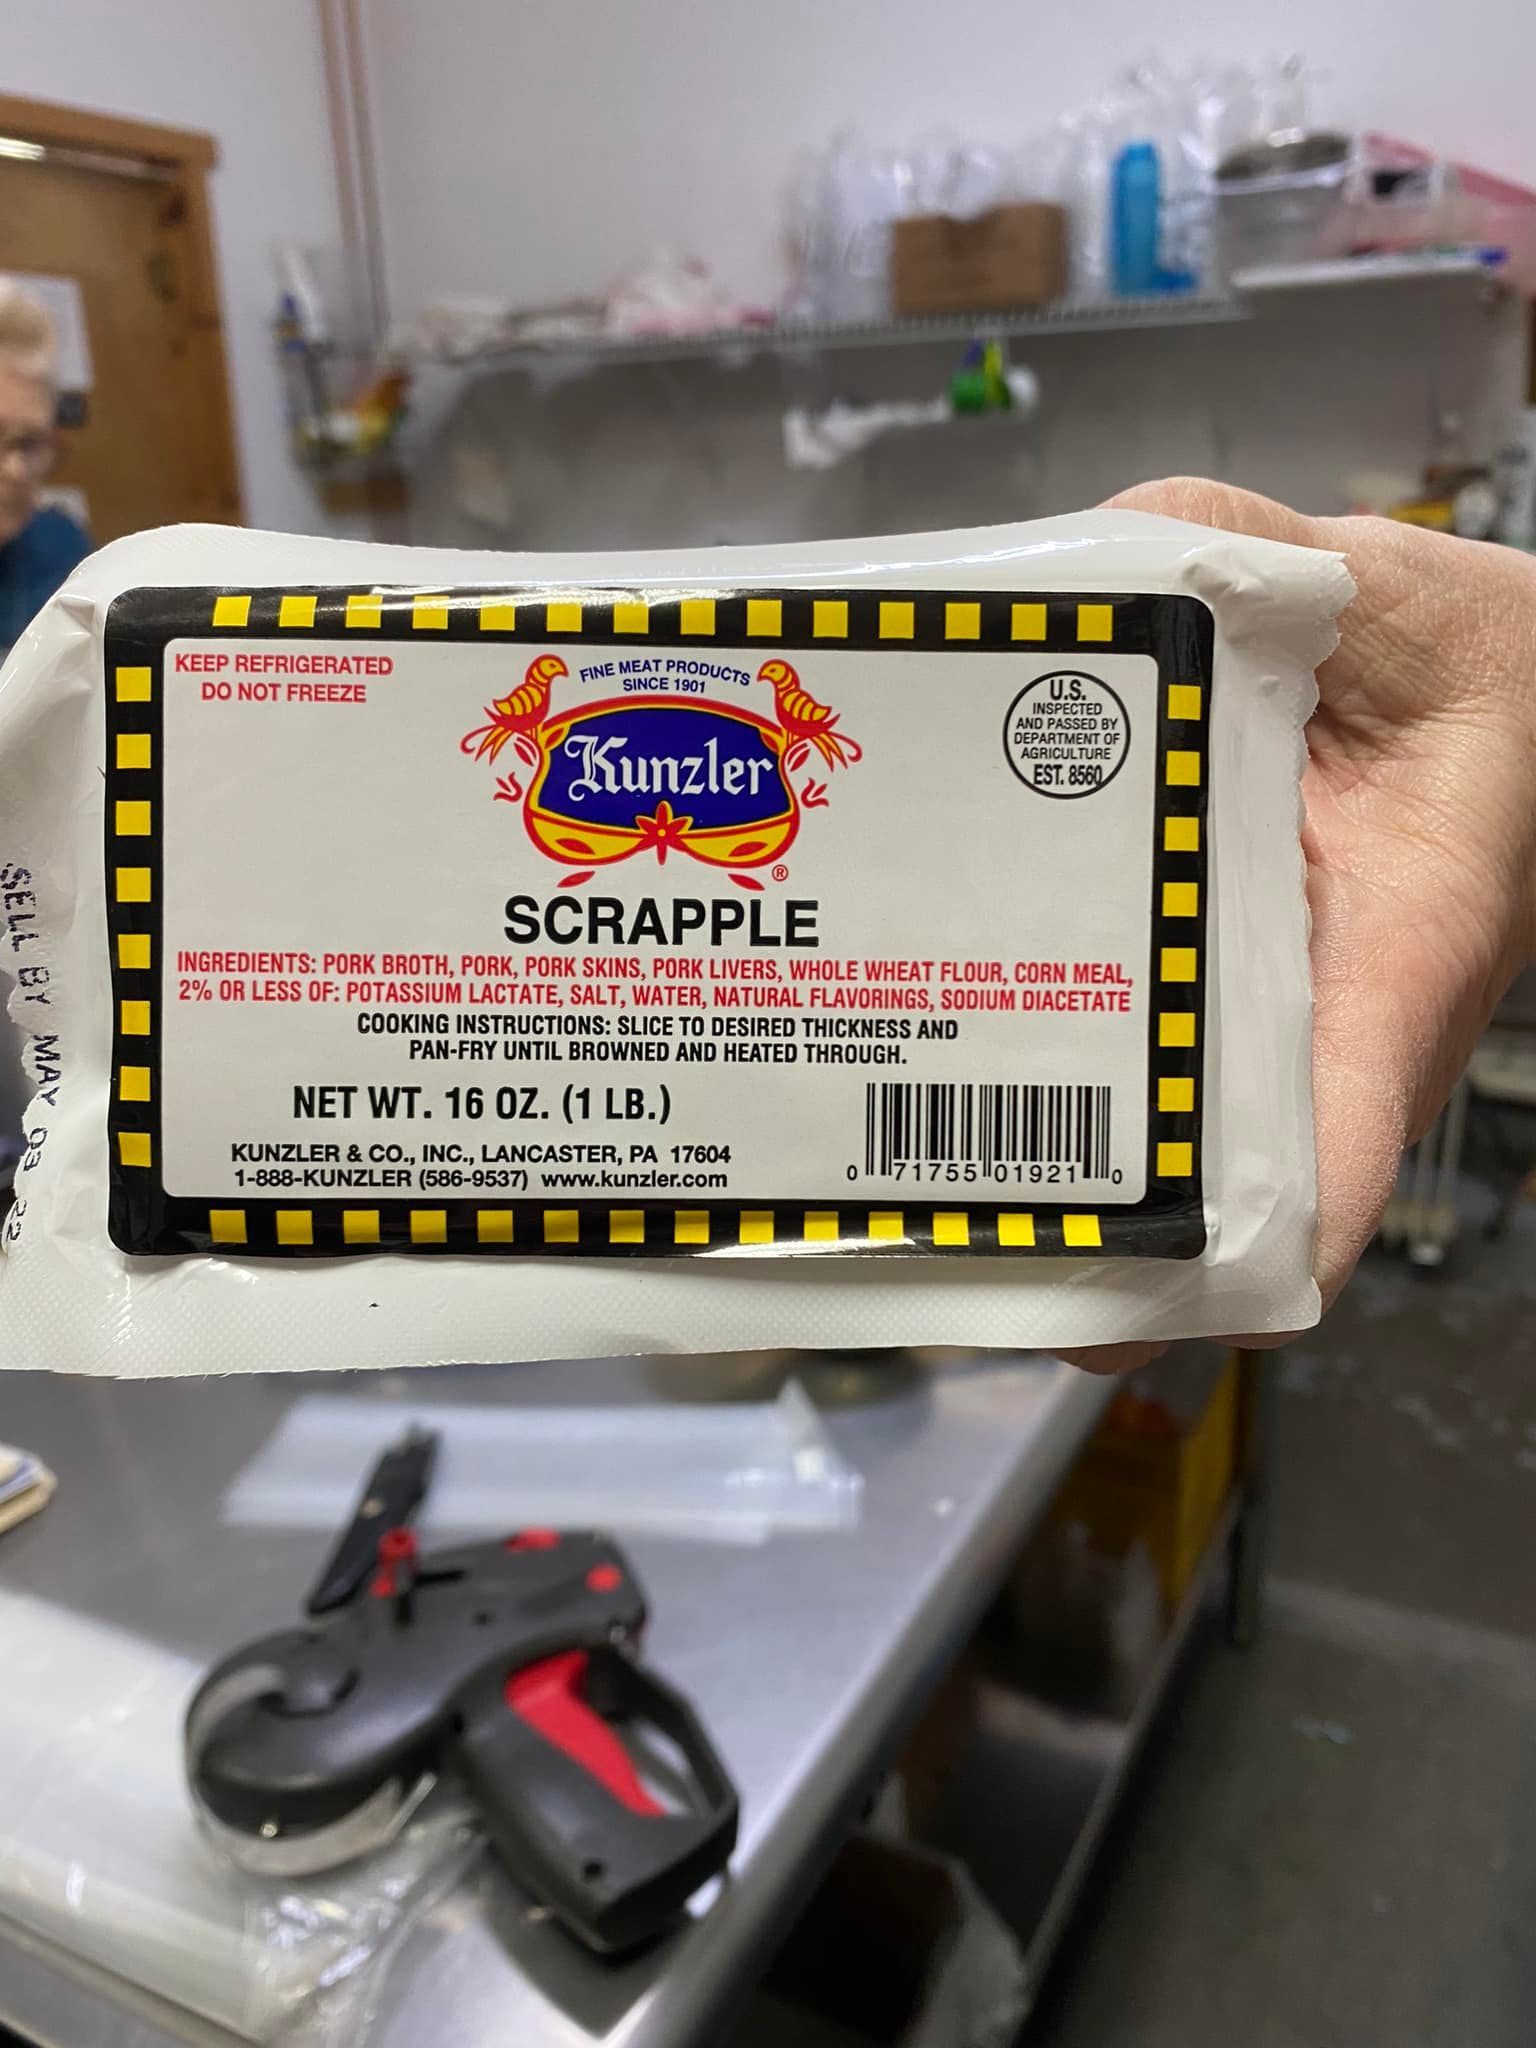 KEEP REFRIGERATED
DO NOT FREEZE
FINE MEAT PRODUCTS
SINCE 1901
Kunzler
®
U.S.
INSPECTED
AND PASSED BY
DEPARTMENT OF
AGRICULTURE
EST. 8560
SCRAPPLE
INGREDIENTS: PORK BROTH, PORK, PORK SKINS, PORK LIVERS, WHOLE WHEAT FLOUR, CORN MEAL,
2% OR LESS OF: POTASSIUM LACTATE, SALT, WATER, NATURAL FLAVORINGS, SODIUM DIACETATE
COOKING INSTRUCTIONS: SLICE TO DESIRED THICKNESS AND
PAN-FRY UNTIL BROWNED AND HEATED THROUGH.
NET WT. 16 OZ. (1 LB.)
KUNZLER & CO., INC., LANCASTER, PA 17604
1-888-KUNZLER (586-9537) www.kunzler.com
0 71755 01921 0
SELL BY MAY 03 22